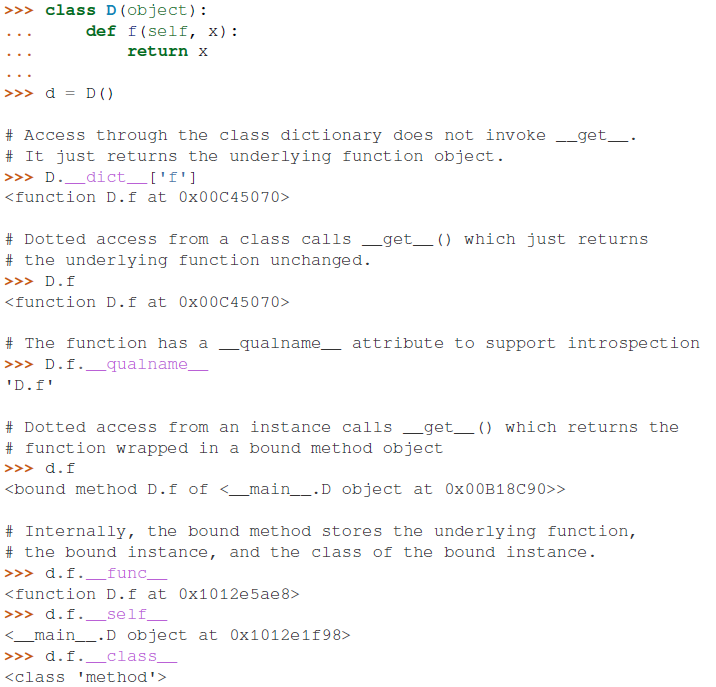 >>> class D(object):
...     def f(self, x):
...         return x
...
>>> d = D()
# Access through the class dictionary does not invoke __get__.
# It just returns the underlying function object.
>>> D.__dict__['f']
<function D.f at 0x00C45070>
# Dotted access from a class calls __get__() which just returns
# the underlying function unchanged.
>>> D.f
<function D.f at 0x00C45070>
# The function has a __qualname__ attribute to support introspection
>>> D.f.__qualname__
'D.f'
# Dotted access from an instance calls __get__() which returns the
# function wrapped in a bound method object
>>> d.f
<bound method D.f of <__main__.D object at 0x00B18C90>>
# Internally, the bound method stores the underlying function,
# the bound instance, and the class of the bound instance.
>>> d.f.__func__
<function D.f at 0x1012e5ae8>
>>> d.f.__self__
<__main__.D object at 0x1012e1f98>
>>> d.f.__class__
<class 'method'>